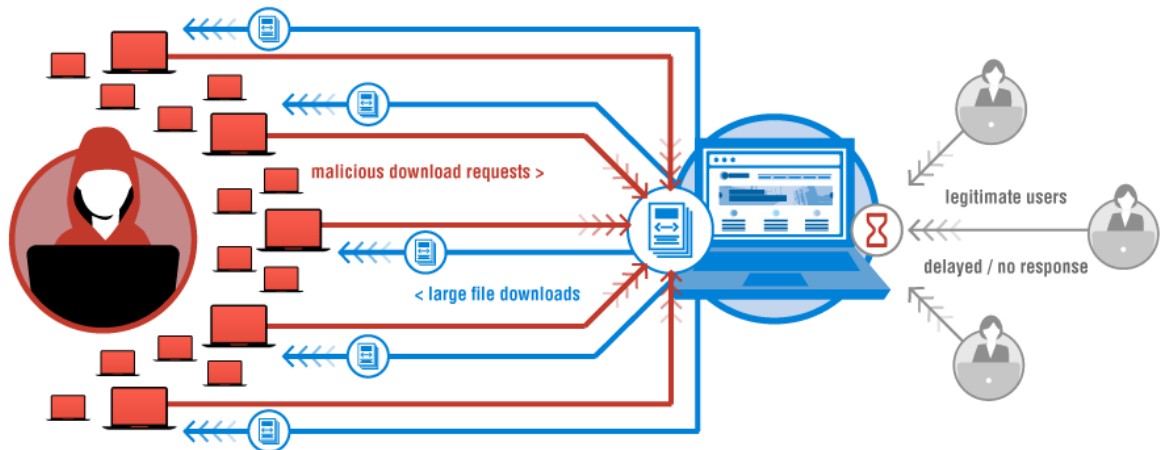 malicious download requests >
legitimate users
delayed / no response
< large file downloads